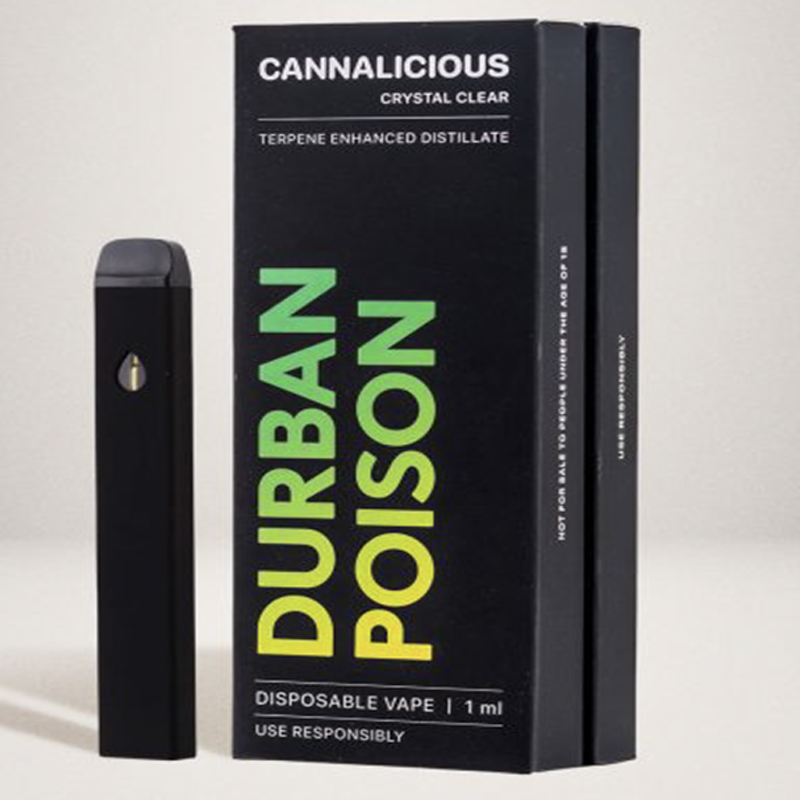 CANNALICIOUS
CRYSTAL CLEAR
TERPENE ENHANCED DISTILLATE
DURBAN
POISON
DISPOSABLE VAPE | 1 ml
USE RESPONSIBLY
NOT FOR SALE TO PEOPLE UNDER THE AGE OF 18
USE RESPONSIBLY